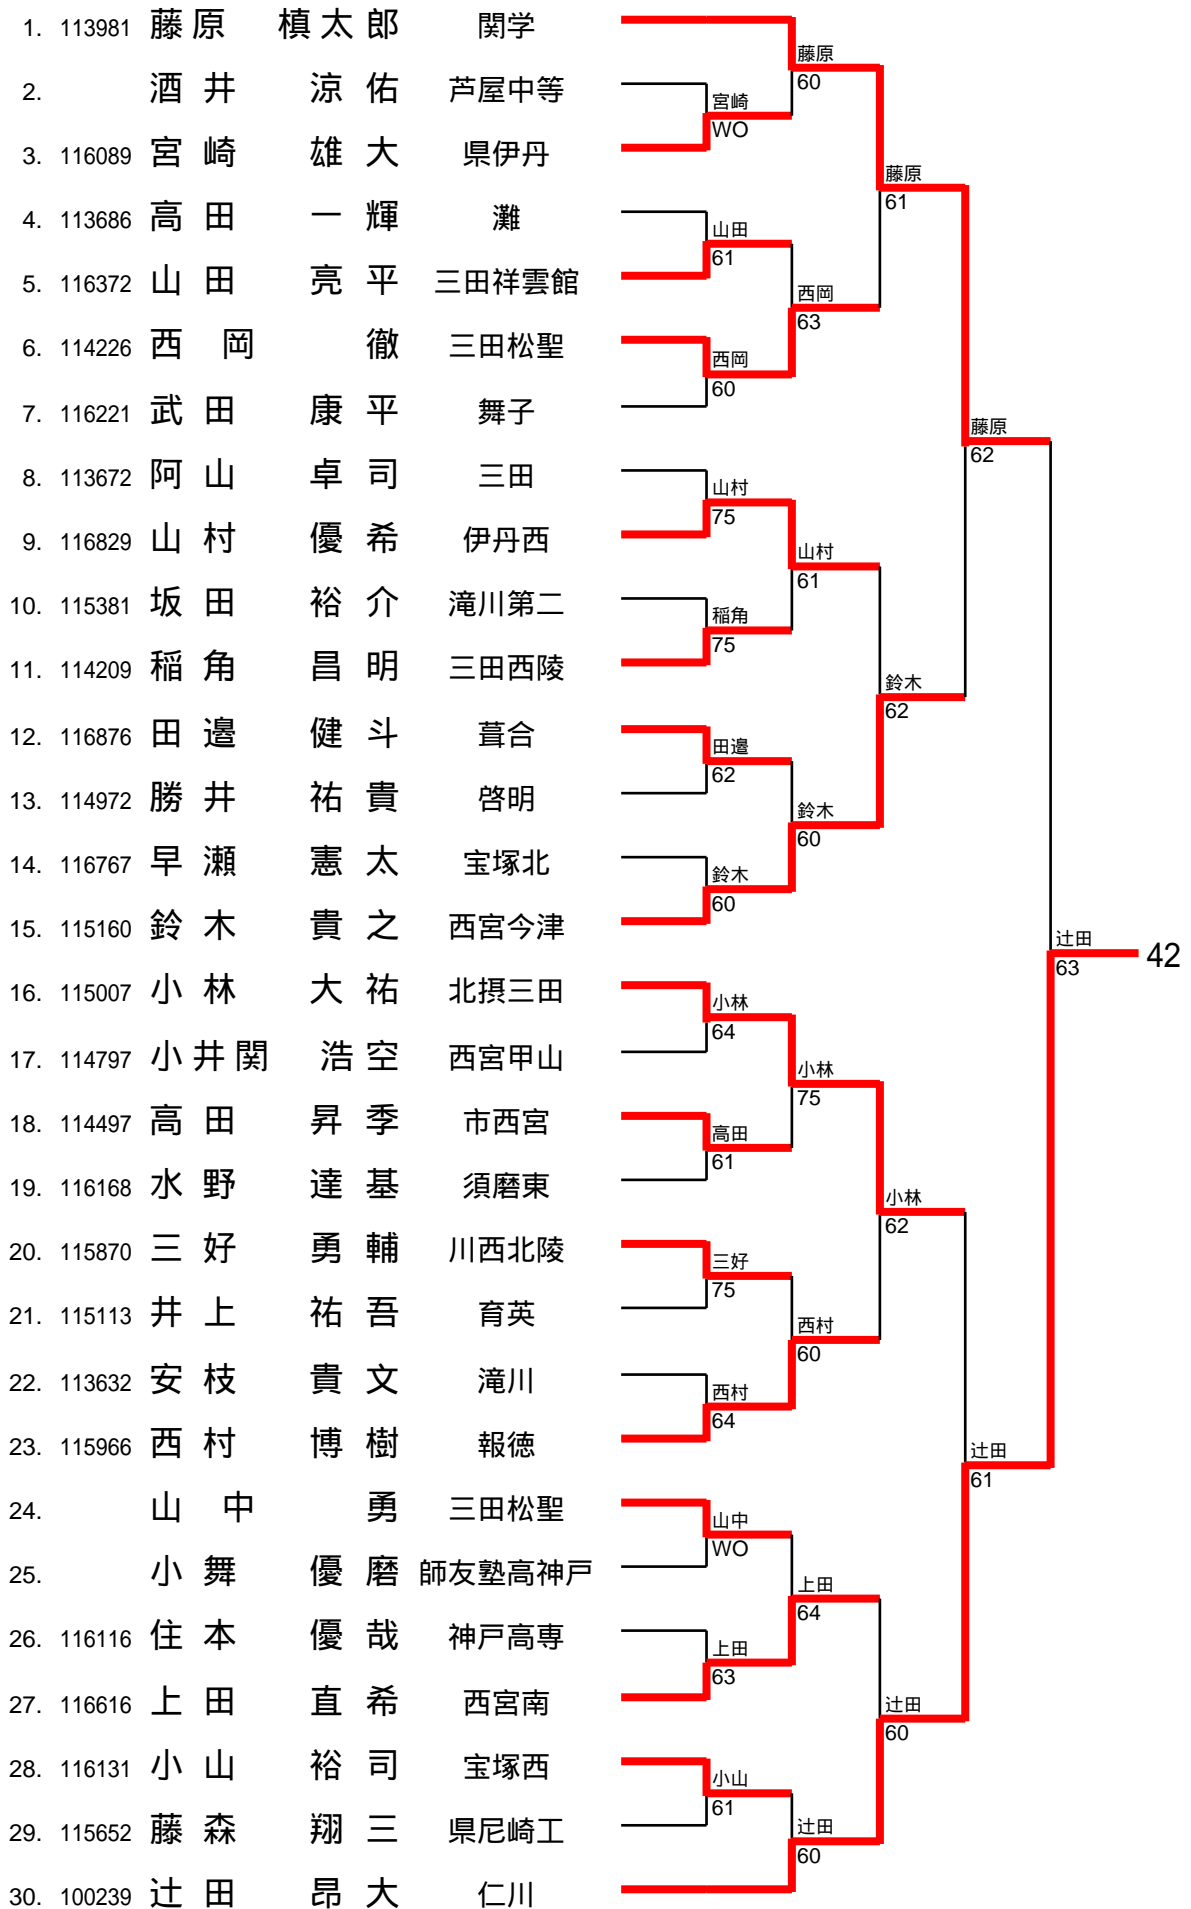 1. 113981 藤原 槙太郎 関学
2. 酒井 涼佑 芦屋中等
3. 116089 宮崎 雄大 県伊丹
4. 113686 高田 一輝 灘
5. 116372 山田 亮平 三田祥雲館
6. 114226 西岡 徹 三田松聖
7. 116221 武田 康平 舞子
8. 113672 阿山 卓司 三田
9. 116829 山村 優希 伊丹西
10. 115381 坂田 裕介 滝川第二
11. 114209 稲角 昌明 三田西陵
12. 116876 田邉 健斗 葺合
13. 114972 勝井 祐貴 啓明
14. 116767 早瀬 憲太 宝塚北
15. 115160 鈴木 貴之 西宮今津
16. 115007 小林 大祐 北摂三田
17. 114797 小井関 浩空 西宮甲山
18. 114497 高田 昇季 市西宮
19. 116168 水野 達基 須磨東
20. 115870 三好 勇輔 川西北陵
21. 115113 井上 祐吾 育英
22. 113632 安枝 貴文 滝川
23. 115966 西村 博樹 報徳
24. 山中 勇 三田松聖
25. 小舞 優磨 師友塾高神戸
26. 116116 住本 優哉 神戸高専
27. 116616 上田 直希 西宮南
28. 116131 小山 裕司 宝塚西
29. 115652 藤森 翔三 県尼崎工
30. 100239 辻田 昂大 仁川
宮崎
WO
山田
61
西岡
60
山村
75
稲角
75
田邉
62
鈴木
60
小林
64
高田
61
三好
75
西村
64
山中
WO
上田
63
小山
61
藤原
60
西岡
63
山村
61
鈴木
60
小林
75
西村
60
上田
64
辻田
60
藤原
61
鈴木
62
小林
62
辻田
60
藤原
62
辻田
61
辻田
63
42